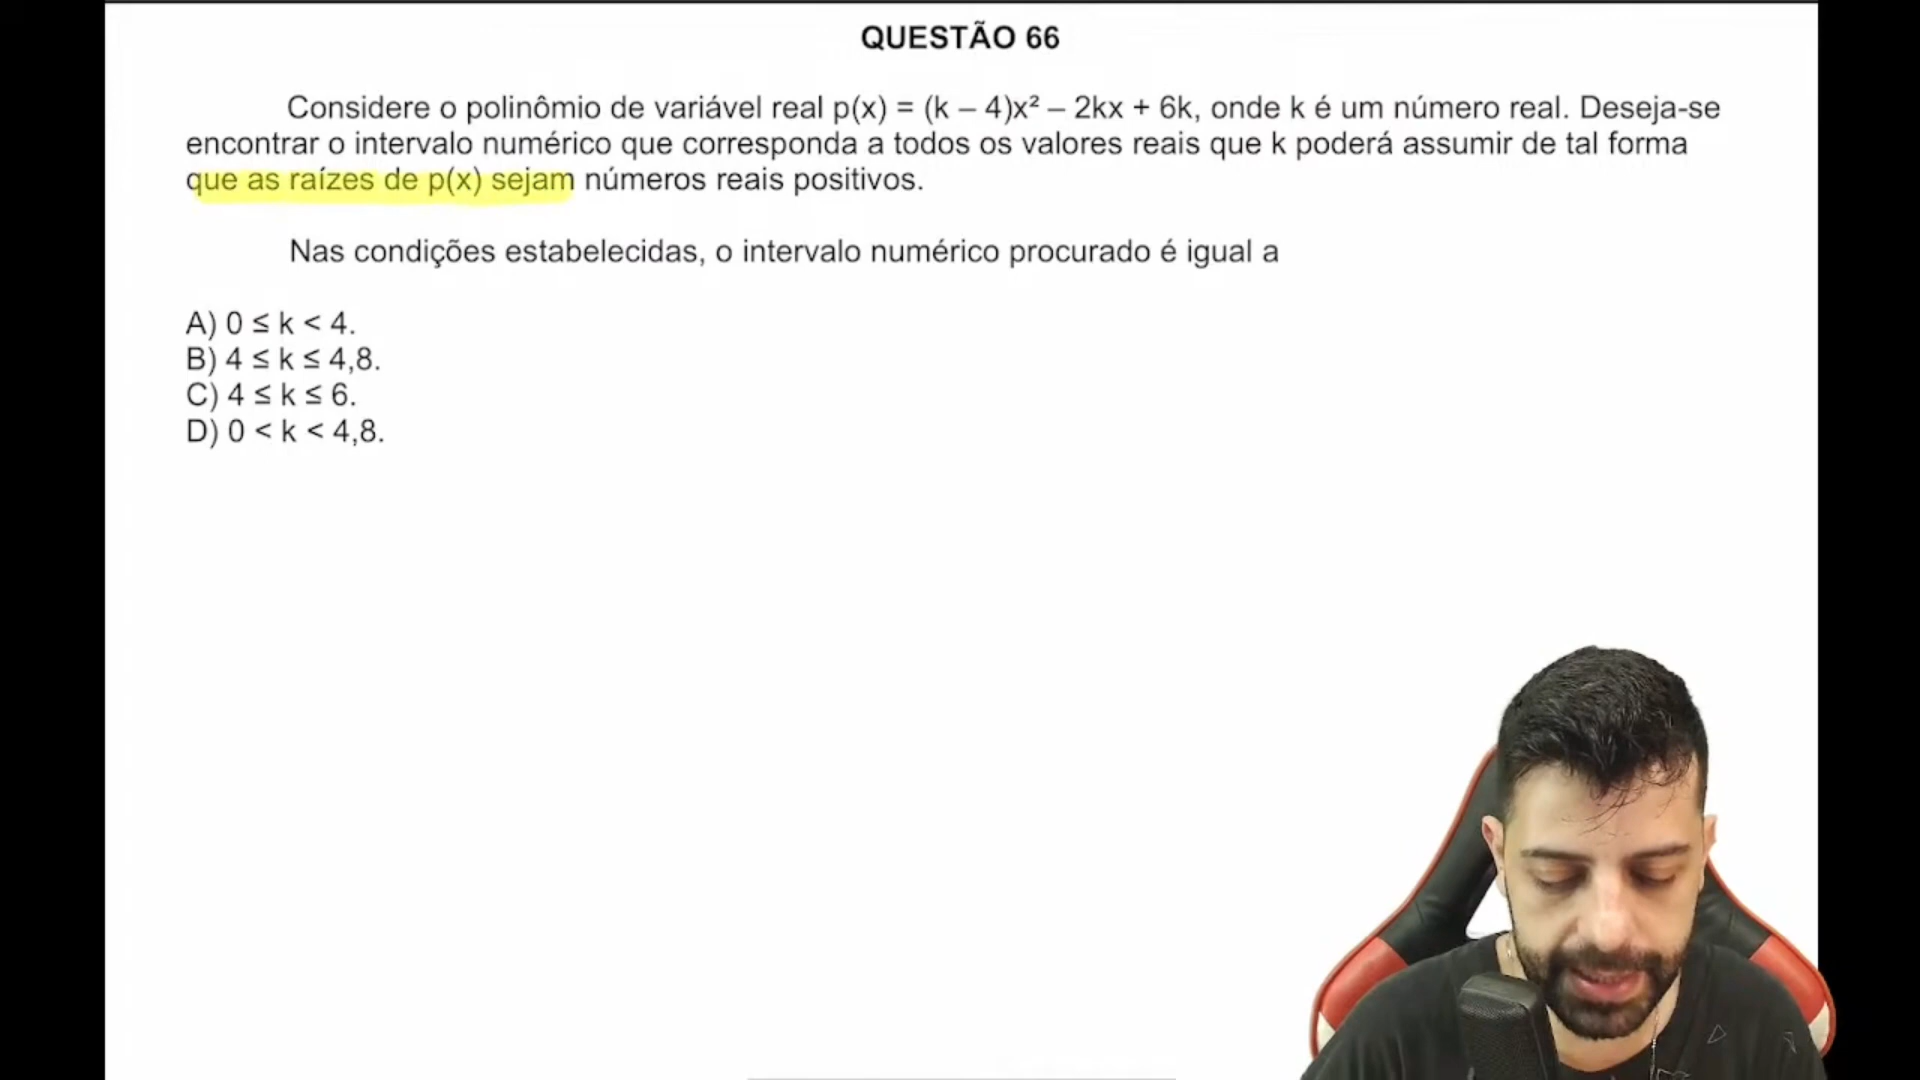 QUESTÃO 66
Considere o polinômio de variável real p(x) = (k – 4)x² – 2kx + 6k, onde k é um número real. Deseja-se
encontrar o intervalo numérico que corresponda a todos os valores reais que k poderá assumir de tal forma
que as raízes de p(x) sejam números reais positivos.
Nas condições estabelecidas, o intervalo numérico procurado é igual a
A) 0 ≤ k < 4.
B) 4 ≤ k ≤ 4,8.
C) 4 ≤ k ≤ 6.
D) 0 < k < 4,8.